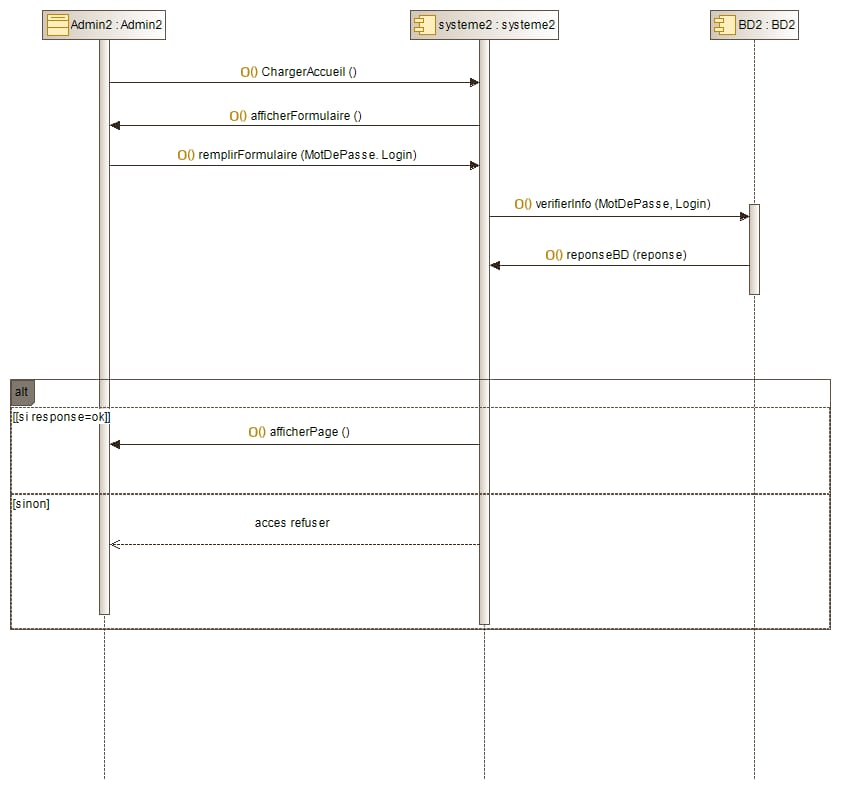 Admin2 : Admin2
systeme2 : systeme2
BD2 : BD2
O() ChargerAccueil ()
O() afficherFormulaire ()
O() remplirFormulaire (MotDePasse. Login)
O() verifierInfo (MotDePasse, Login)
O() reponseBD (reponse)
alt
[[si response=ok]]
O() afficherPage ()
[sinon]
acces refuser